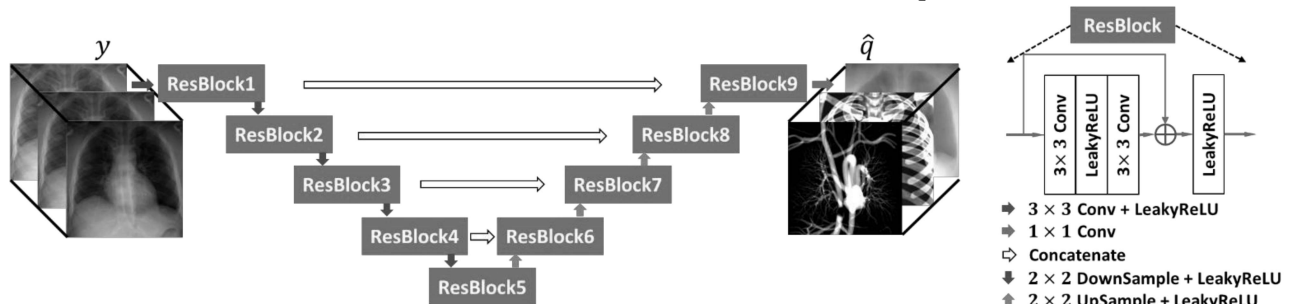 y
ResBlock1
ResBlock2
ResBlock3
ResBlock4
ResBlock5
ResBlock6
ResBlock7
ResBlock8
ResBlock9
q̂
ResBlock
3×3 Conv
LeakyReLU
3×3 Conv
LeakyReLU
3 × 3 Conv + LeakyReLU
1 × 1 Conv
Concatenate
2 × 2 DownSample + LeakyReLU
2 × 2 UpSample + LeakyReLU